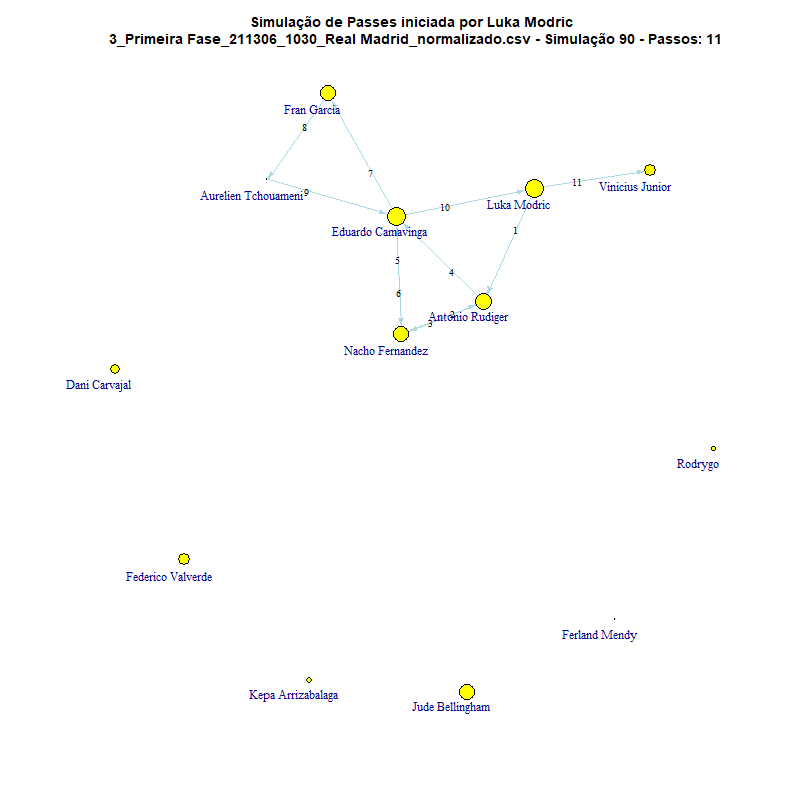 Simulação de Passes iniciada por Luka Modric
3_Primeira Fase_211306_1030_Real Madrid_normalizado.csv - Simulação 90 - Passos: 11
Fran Garcia
8
7
11
Vinicius Junior
Aurelien Tchouameni
9
10
Luka Modric
Eduardo Camavinga
1
5
4
6
2
Antonio Rudiger
3
Nacho Fernandez
Dani Carvajal
Rodrygo
Federico Valverde
Ferland Mendy
Kepa Arrizabalaga
Jude Bellingham